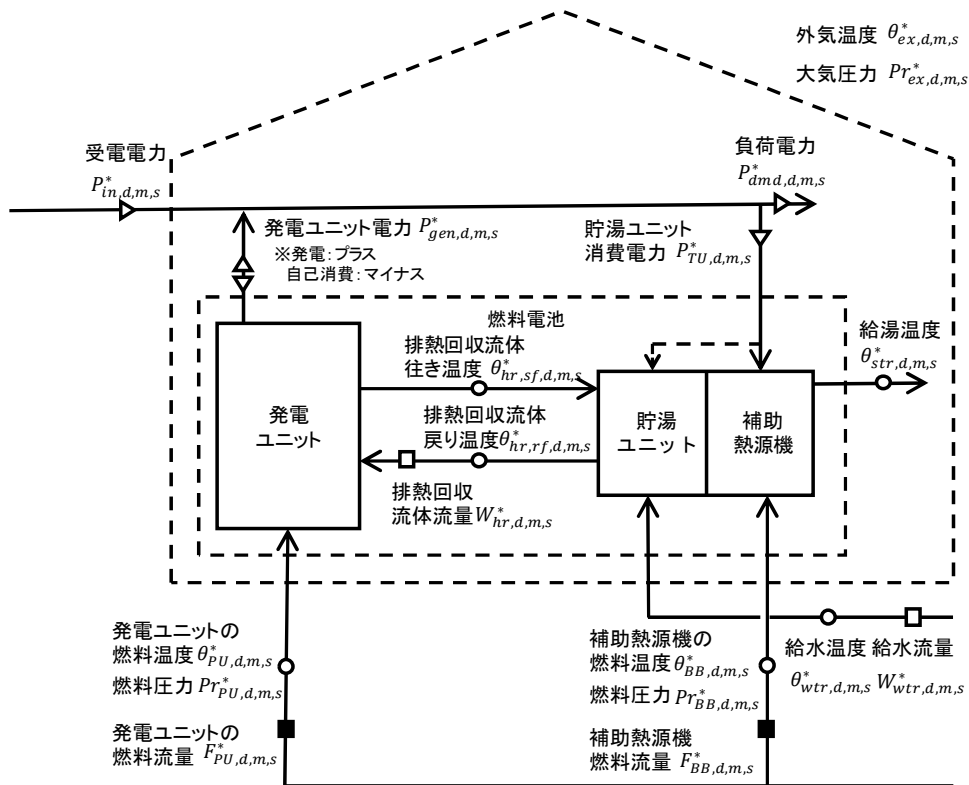 外気温度 θ*ex,d,m,s
大気圧力 Pr*ex,d,m,s
受電電力
P*in,d,m,s
負荷電力
P*dmd,d,m,s
発電ユニット電力 P*gen,d,m,s
※発電：プラス
自己消費：マイナス
貯湯ユニット
消費電力 P*TU,d,m,s
燃料電池
給湯温度
θ*str,d,m,s
排熱回収流体
往き温度 θ*hr,sf,d,m,s
発電
ユニット
排熱回収流体
戻り温度θ*hr,rf,d,m,s
貯湯
ユニット
補助
熱源機
排熱回収
流体流量W*hr,d,m,s
発電ユニットの
燃料温度 θ*PU,d,m,s
燃料圧力 Pr*PU,d,m,s
補助熱源機の
燃料温度 θ*BB,d,m,s
燃料圧力 Pr*BB,d,m,s
給水温度 給水流量
θ*wtr,d,m,s W*wtr,d,m,s
発電ユニットの
燃料流量 F*PU,d,m,s
補助熱源機
燃料流量 F*BB,d,m,s